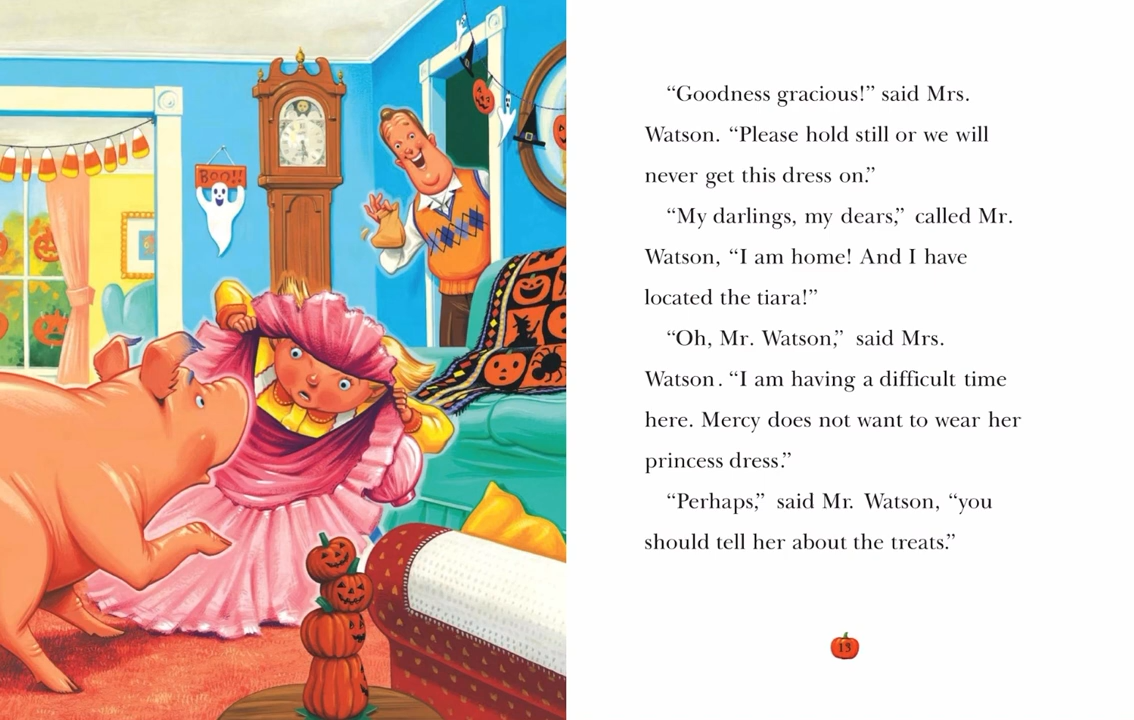 BOO!!
“Goodness gracious!” said Mrs.
Watson. “Please hold still or we will
never get this dress on.”
“My darlings, my dears,” called Mr.
Watson, “I am home! And I have
located the tiara!”
“Oh, Mr. Watson,” said Mrs.
Watson. “I am having a difficult time
here. Mercy does not want to wear her
princess dress.”
“Perhaps,” said Mr. Watson, “you
should tell her about the treats.”
13